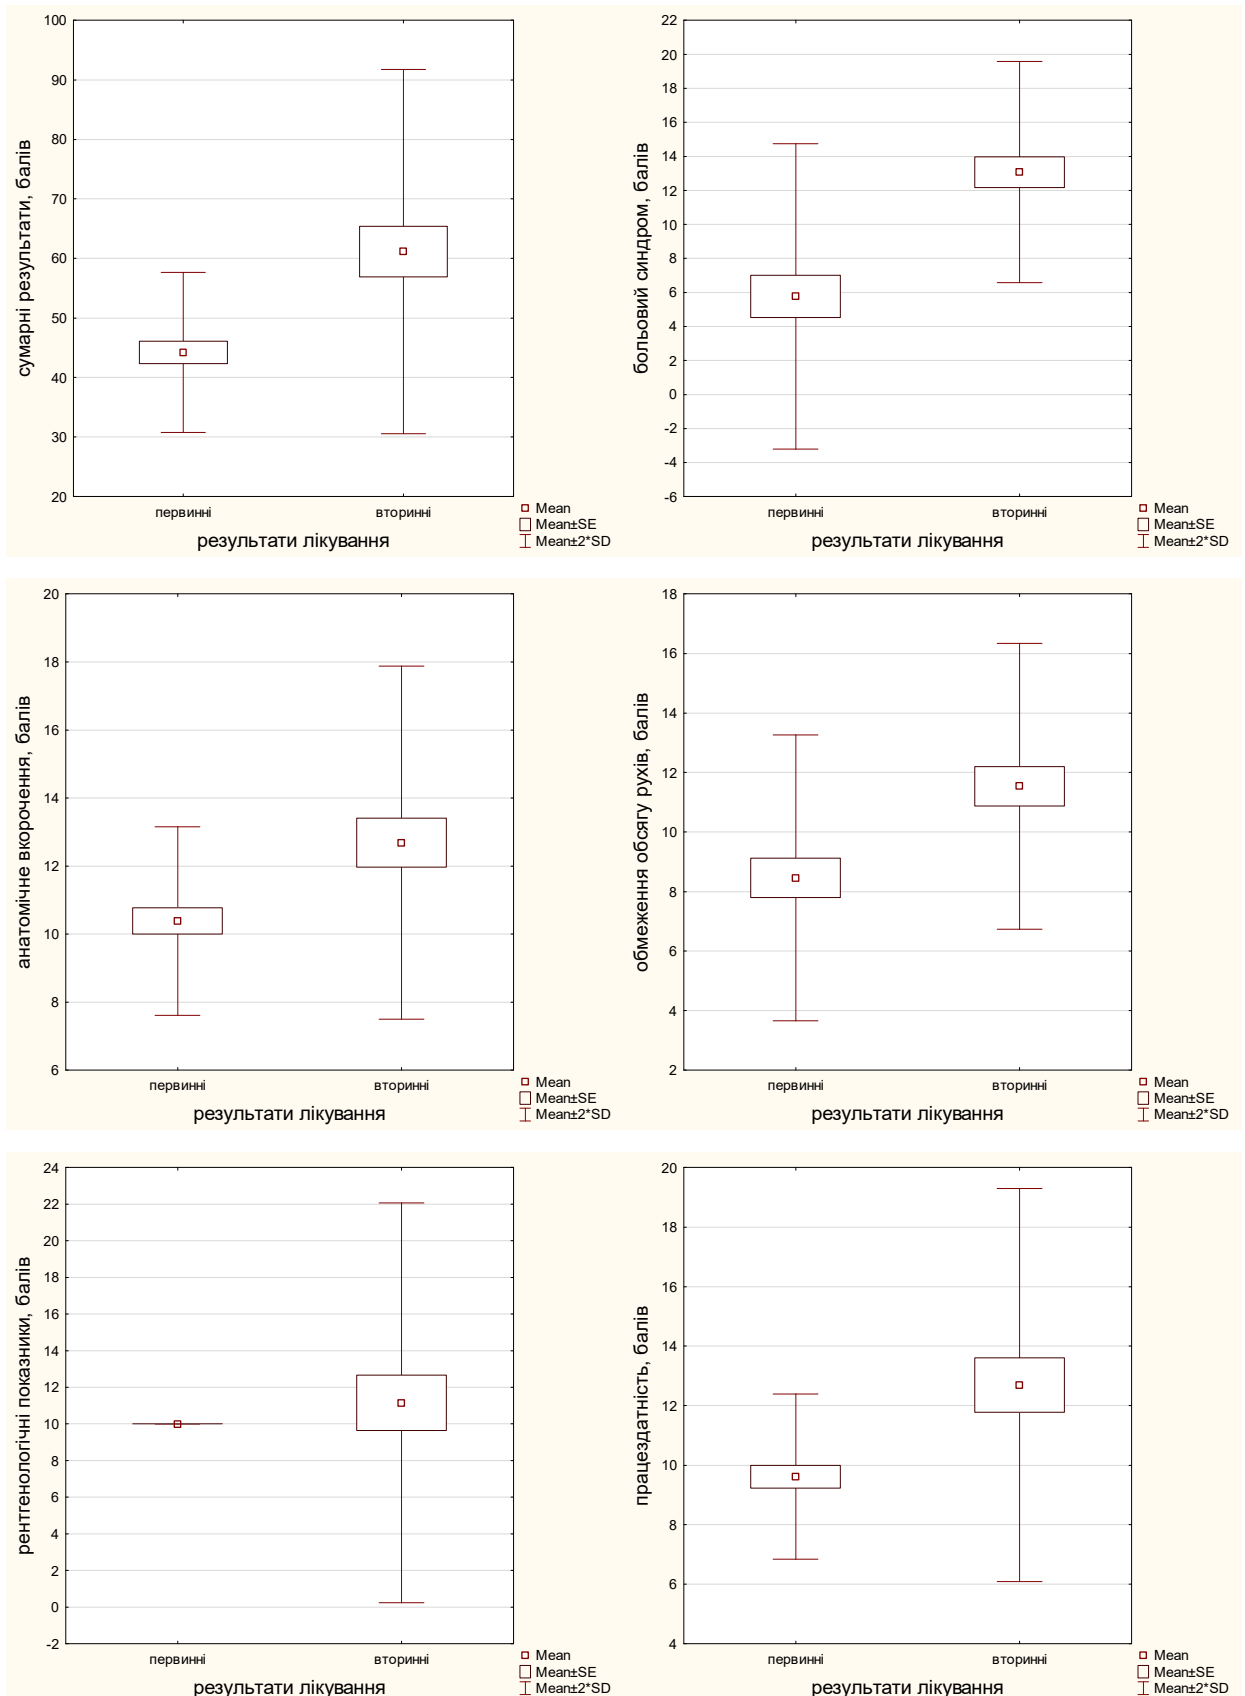 сумарні результати, балів
100
90
80
70
60
50
40
30
20
первинні
вторинні
результати лікування
Mean
Mean±SE
Mean±2*SD
больовий синдром, балів
22
20
18
16
14
12
10
8
6
4
2
0
-2
-4
-6
первинні
вторинні
результати лікування
Mean
Mean±SE
Mean±2*SD
анатомічне вкорочення, балів
20
18
16
14
12
10
8
6
первинні
вторинні
результати лікування
Mean
Mean±SE
Mean±2*SD
обмеження обсягу рухів, балів
18
16
14
12
10
8
6
4
2
первинні
вторинні
результати лікування
Mean
Mean±SE
Mean±2*SD
рентгенологічні показники, балів
24
22
20
18
16
14
12
10
8
6
4
2
0
-2
первинні
вторинні
результати лікування
Mean
Mean±SE
Mean±2*SD
працездатність, балів
20
18
16
14
12
10
8
6
4
первинні
вторинні
результати лікування
Mean
Mean±SE
Mean±2*SD